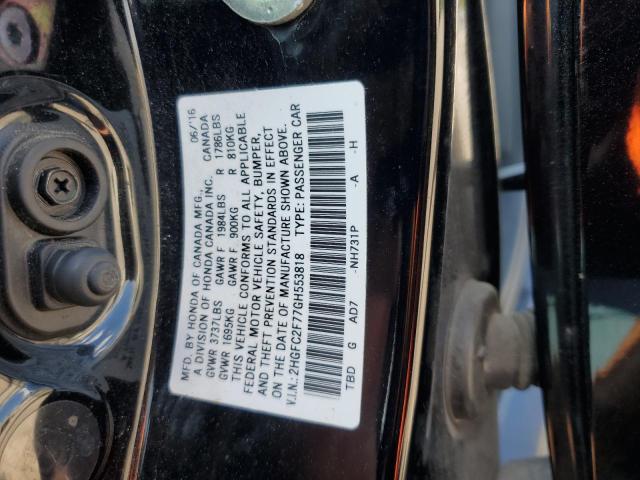 MFD. BY HONDA OF CANADA MFG., 06/'16
A DIVISION OF HONDA CANADA INC. CANADA
GVWR 3737LBS GAWR F 1984LBS R 1786LBS
GVWR 1695KG GAWR F 900KG R 810KG
THIS VEHICLE CONFORMS TO ALL APPLICABLE
FEDERAL MOTOR VEHICLE SAFETY, BUMPER,
AND THEFT PREVENTION STANDARDS IN EFFECT
ON THE DATE OF MANUFACTURE SHOWN ABOVE.
V.I.N.: 2HGFC2F77GH553818 TYPE: PASSENGER CAR
TBD G AD7 -NH731P -A -H